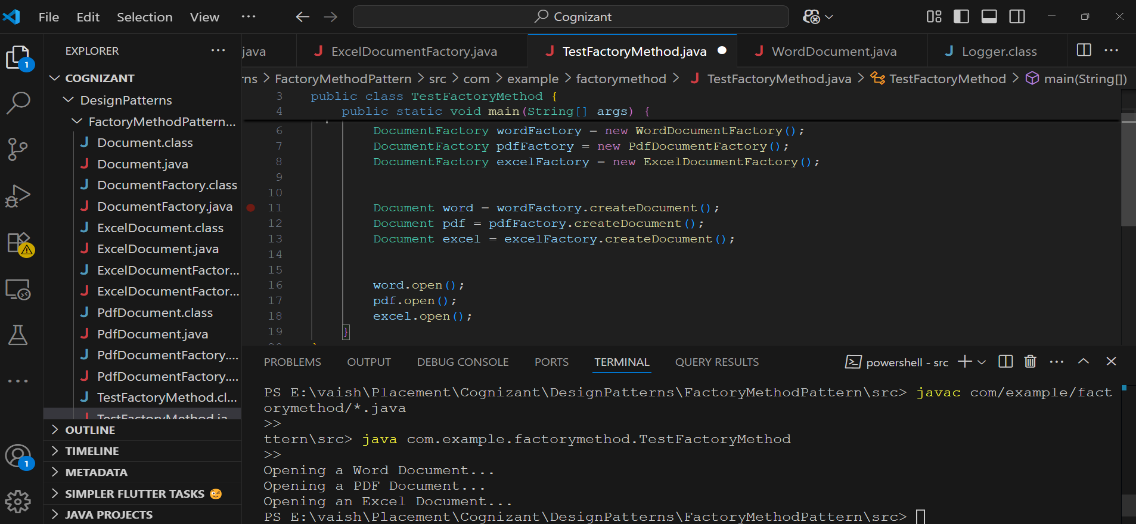 File Edit Selection View ··· Cognizant
EXPLORER ···
COGNIZANT
DesignPatterns
FactoryMethodPattern...
Document.class
Document.java
DocumentFactory.class
DocumentFactory.java
ExcelDocument.class
ExcelDocument.java
ExcelDocumentFactor...
ExcelDocumentFactor...
PdfDocument.class
PdfDocument.java
PdfDocumentFactory....
PdfDocumentFactory....
TestFactoryMethod.cl...
TestFactoryMethod.ja...
OUTLINE
TIMELINE
METADATA
SIMPLER FLUTTER TASKS 🥳
JAVA PROJECTS
1
1
java ExcelDocumentFactory.java TestFactoryMethod.java WordDocument.java Logger.class
rns > FactoryMethodPattern > src > com > example > factorymethod > TestFactoryMethod.java > TestFactoryMethod > main(String[])
3 public class TestFactoryMethod {
4 public static void main(String[] args) {
6 DocumentFactory wordFactory = new WordDocumentFactory();
7 DocumentFactory pdfFactory = new PdfDocumentFactory();
8 DocumentFactory excelFactory = new ExcelDocumentFactory();
9
10
11 Document word = wordFactory.createDocument();
12 Document pdf = pdfFactory.createDocument();
13 Document excel = excelFactory.createDocument();
14
15
16 word.open();
17 pdf.open();
18 excel.open();
19 }
PROBLEMS OUTPUT DEBUG CONSOLE PORTS TERMINAL QUERY RESULTS powershell - src
PS E:\vaish\Placement\Cognizant\DesignPatterns\FactoryMethodPattern\src> javac com/example/fact
orymethod/*.java
>>
ttern\src> java com.example.factorymethod.TestFactoryMethod
>>
Opening a Word Document...
Opening a PDF Document...
Opening an Excel Document...
PS E:\vaish\Placement\Cognizant\DesignPatterns\FactoryMethodPattern\src>